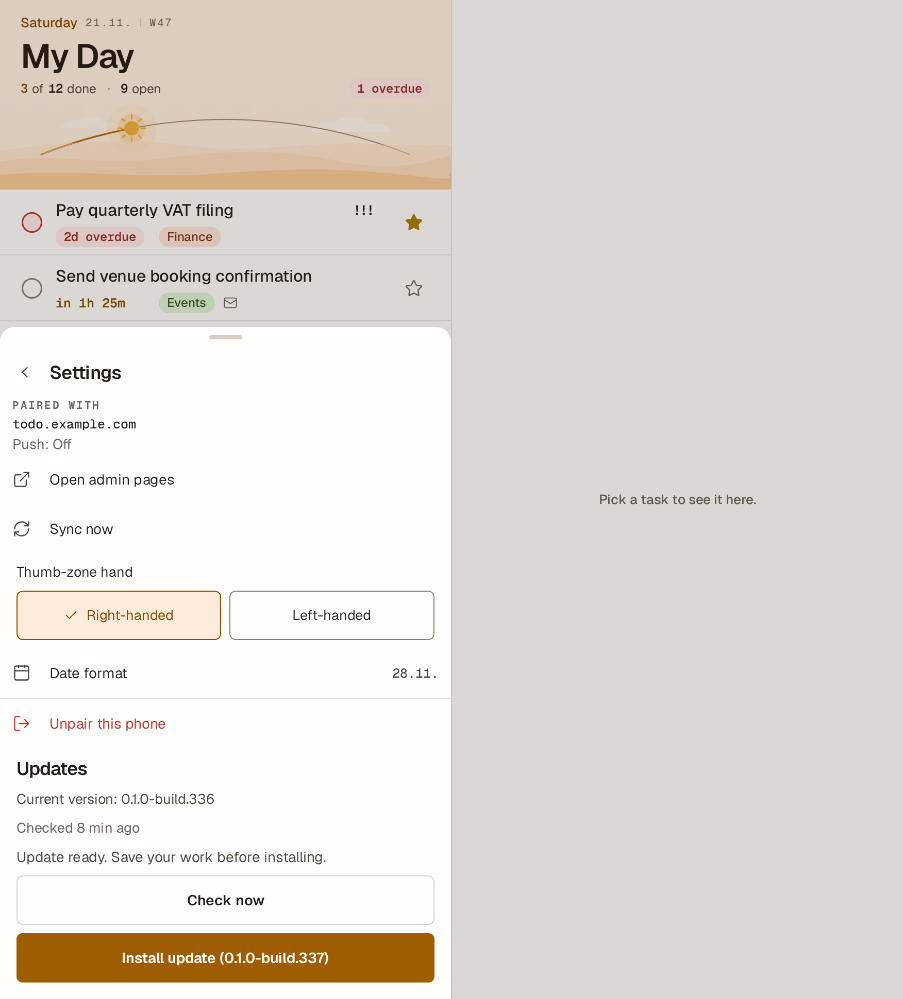 Saturday 21.11. | W47
My Day
3 of 12 done · 9 open
1 overdue
Pay quarterly VAT filing !!!
2d overdue Finance
Send venue booking confirmation
in 1h 25m Events
Settings
PAIRED WITH
todo.example.com
Push: Off
Open admin pages
Sync now
Thumb-zone hand
Right-handed Left-handed
Date format 28.11.
Unpair this phone
Updates
Current version: 0.1.0-build.336
Checked 8 min ago
Update ready. Save your work before installing.
Check now
Install update (0.1.0-build.337)
Pick a task to see it here.